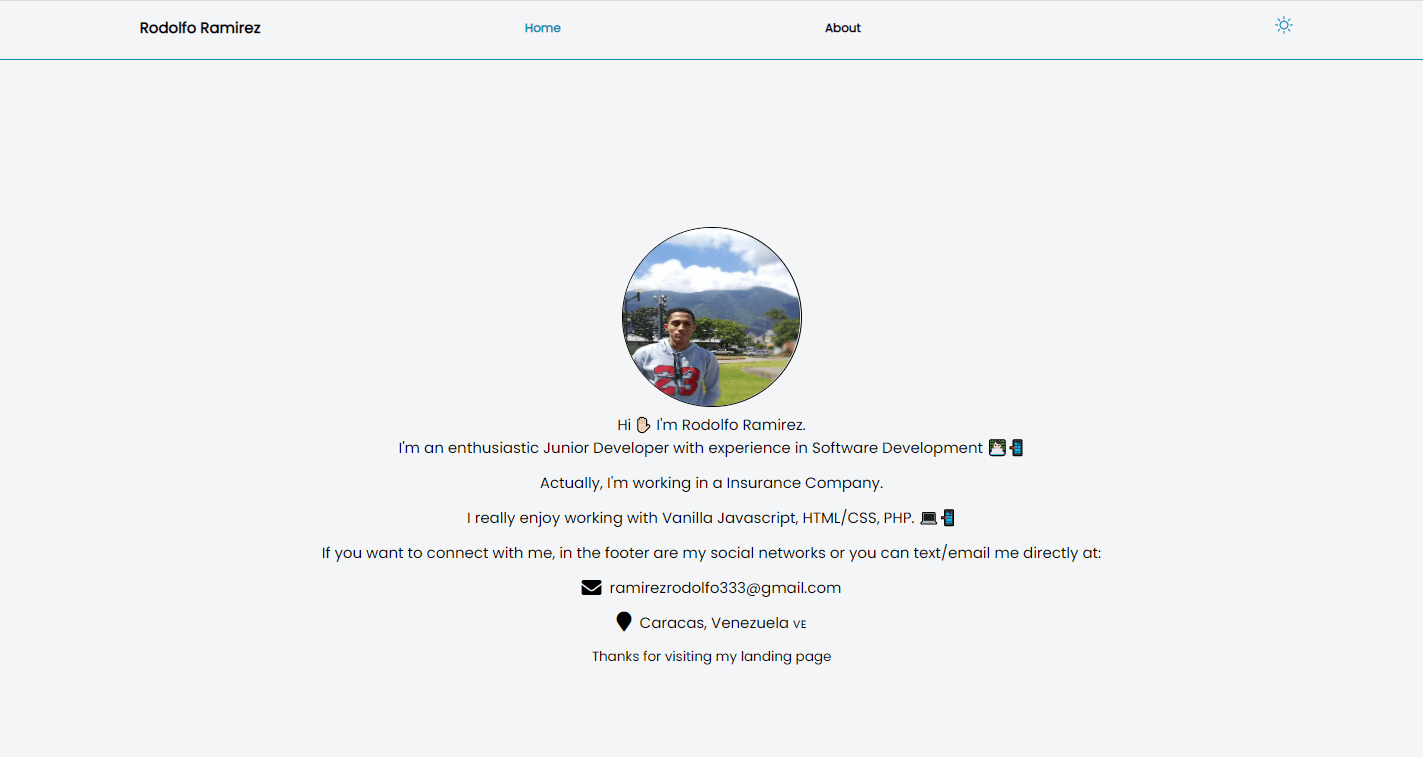 Rodolfo Ramirez
Home
About
23
Hi ✋🏻 I'm Rodolfo Ramirez.
I'm an enthusiastic Junior Developer with experience in Software Development 👨🏻‍💻📲
Actually, I'm working in a Insurance Company.
I really enjoy working with Vanilla Javascript, HTML/CSS, PHP. 💻📲
If you want to connect with me, in the footer are my social networks or you can text/email me directly at:
ramirezrodolfo333@gmail.com
Caracas, Venezuela VE
Thanks for visiting my landing page